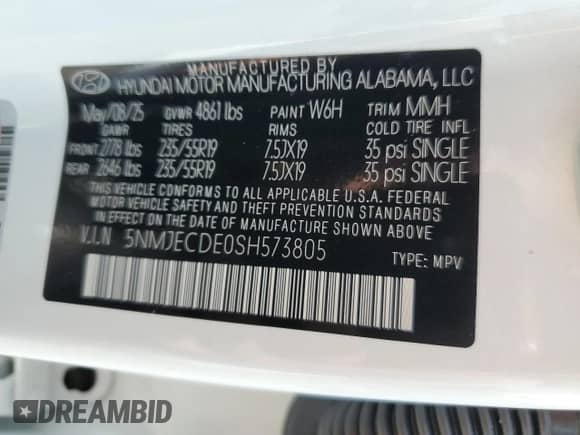 MANUFACTURED BY
HYUNDAI MOTOR MANUFACTURING ALABAMA, LLC
May/08/25 GVWR 4861 lbs PAINT W6H TRIM MMH
GAWR TIRES RIMS COLD TIRE INFL.
FRONT 2778 lbs 235/55R19 7.5JX19 35 psi SINGLE
REAR 2646 lbs 235/55R19 7.5JX19 35 psi SINGLE
THIS VEHICLE CONFORMS TO ALL APPLICABLE U.S.A. FEDERAL
MOTOR VEHICLE SAFETY AND THEFT PREVENTION STANDARDS
IN EFFECT ON THE DATE OF MANUFACTURE SHOWN ABOVE.
V.I.N 5NMJECDE0SH573805
TYPE: MPV
DREAMBID